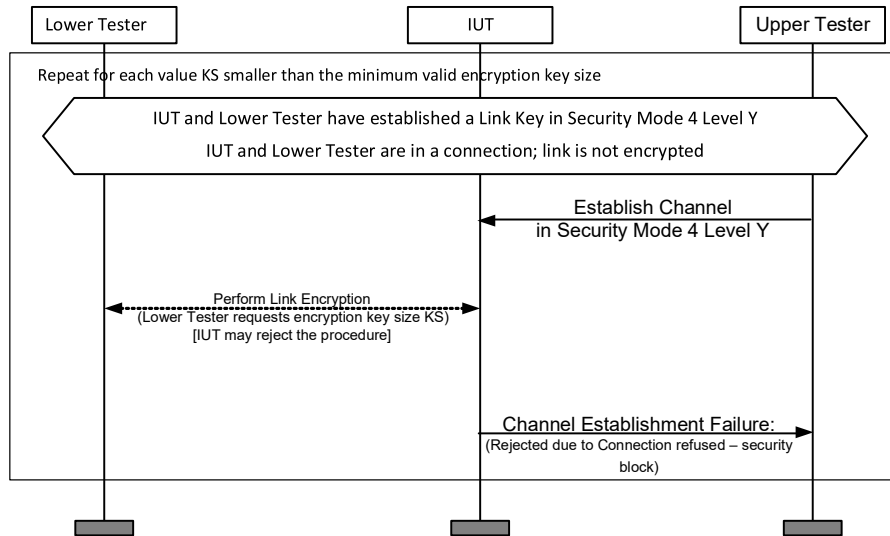 Lower Tester
IUT
Upper Tester
Repeat for each value KS smaller than the minimum valid encryption key size
IUT and Lower Tester have established a Link Key in Security Mode 4 Level Y
IUT and Lower Tester are in a connection; link is not encrypted
Establish Channel
in Security Mode 4 Level Y
Perform Link Encryption
(Lower Tester requests encryption key size KS)
[IUT may reject the procedure]
Channel Establishment Failure:
(Rejected due to Connection refused – security
block)